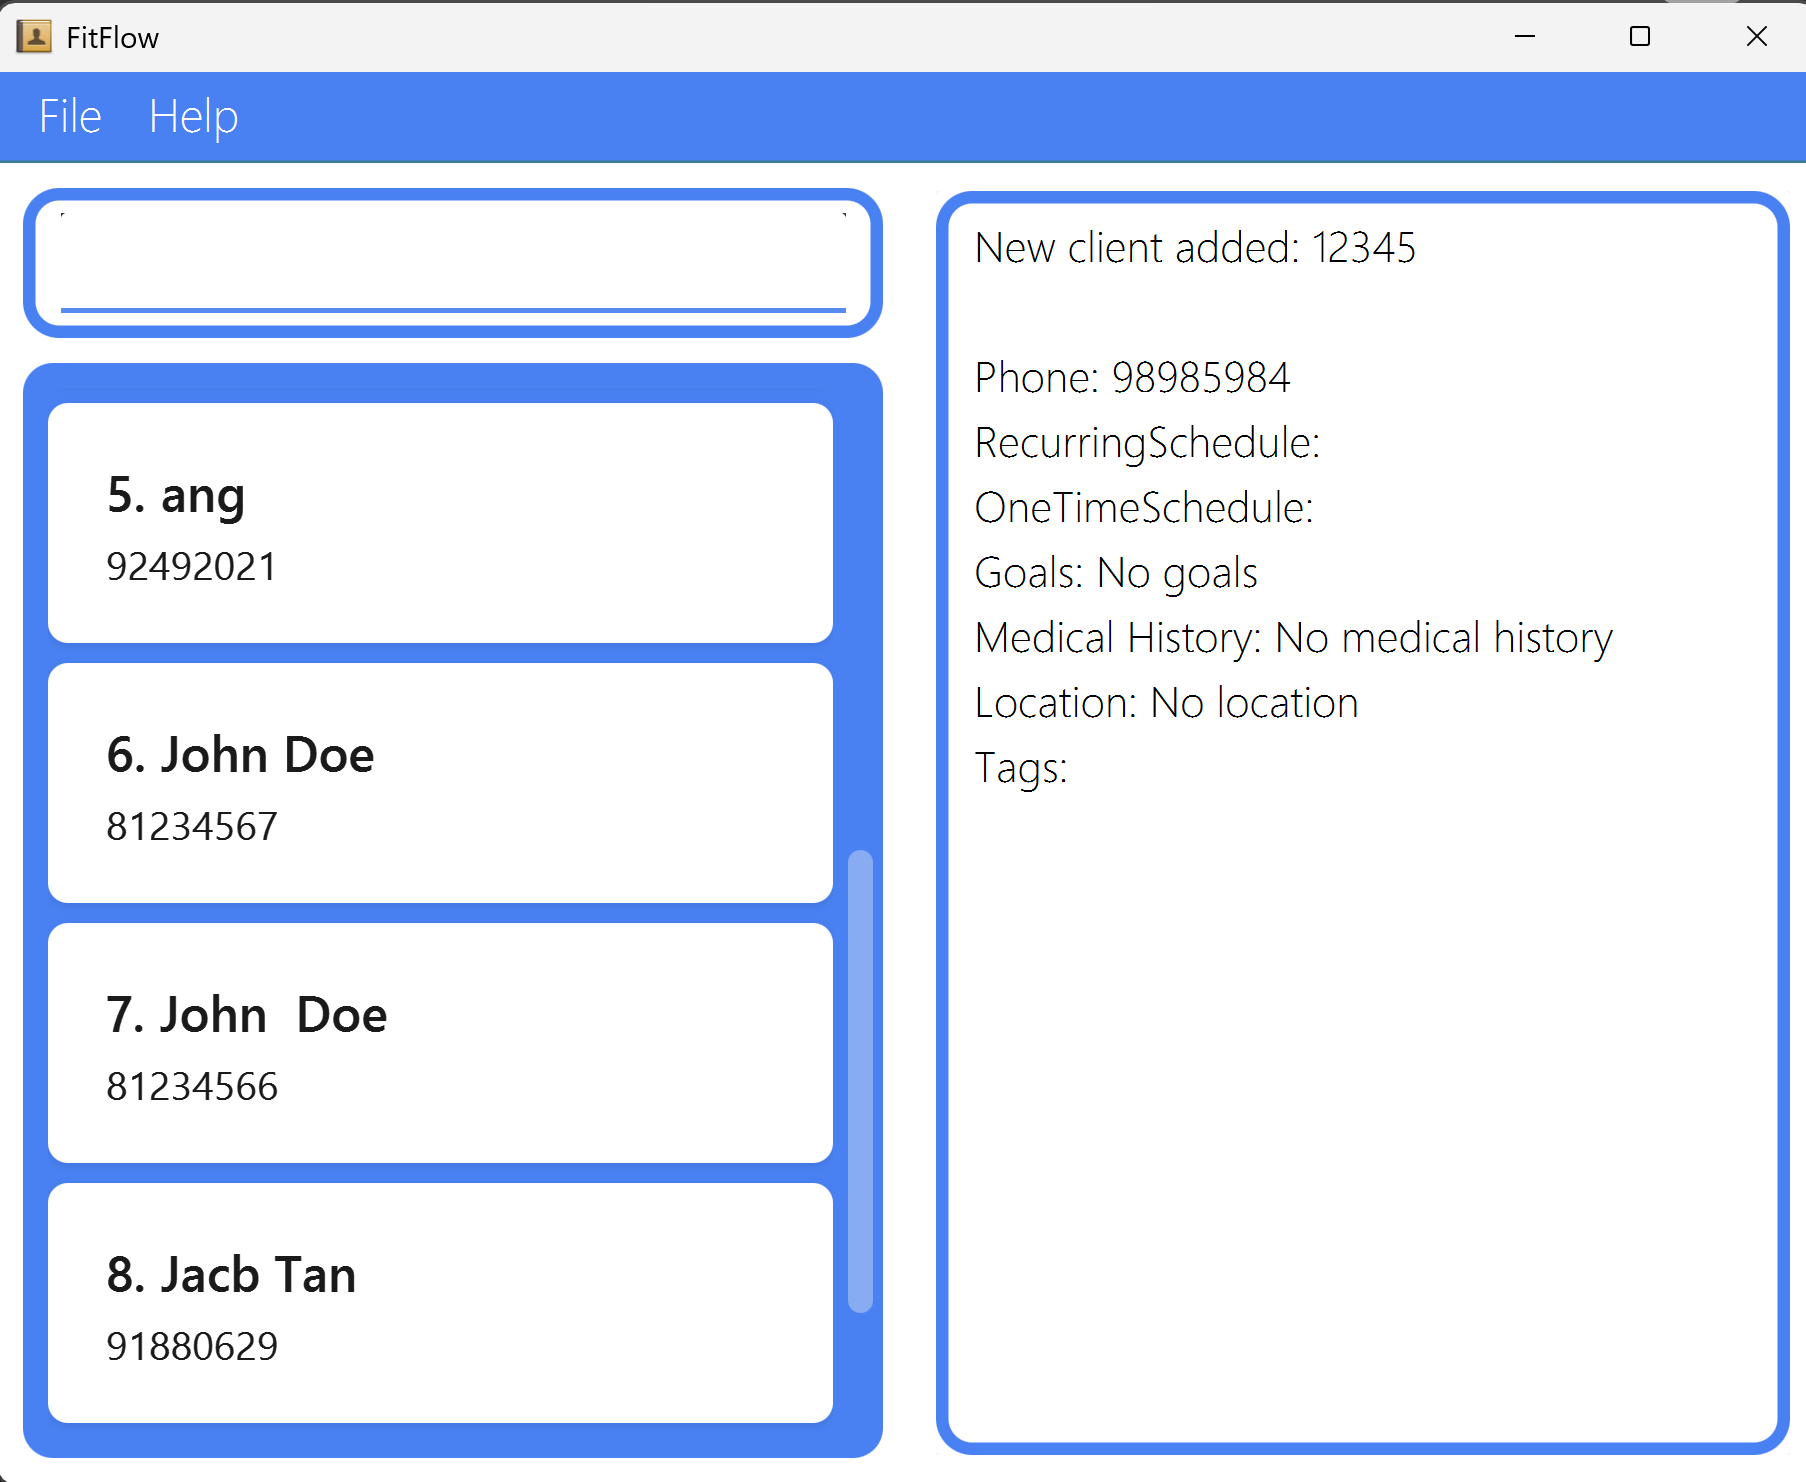 FitFlow
File Help
New client added: 12345
Phone: 98985984
RecurringSchedule:
OneTimeSchedule:
Goals: No goals
Medical History: No medical history
Location: No location
Tags:
5. ang
92492021
6. John Doe
81234567
7. John  Doe
81234566
8. Jacb Tan
91880629